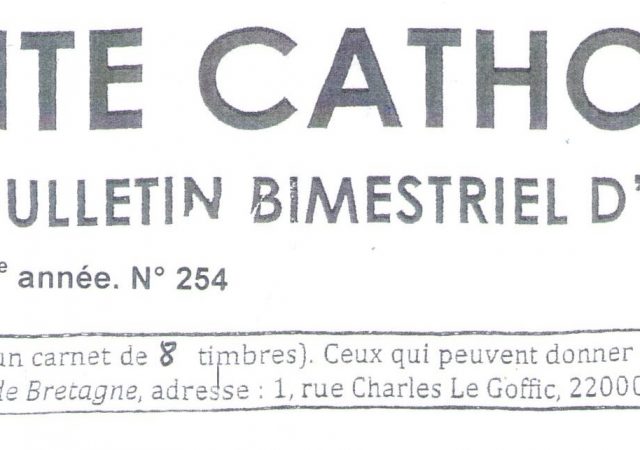 ITE CATHO
ULLETIN BIMESTRIEL D'
e année. N° 254
un carnet de 8 timbres). Ceux qui peuvent donner
de Bretagne, adresse : 1, rue Charles Le Goffic, 22000